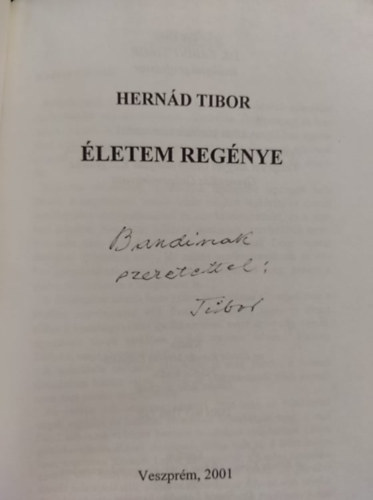 HERNÁD TIBOR
ÉLETEM REGÉNYE
Bandinak
szeretettel:
Tibor
Veszprém, 2001